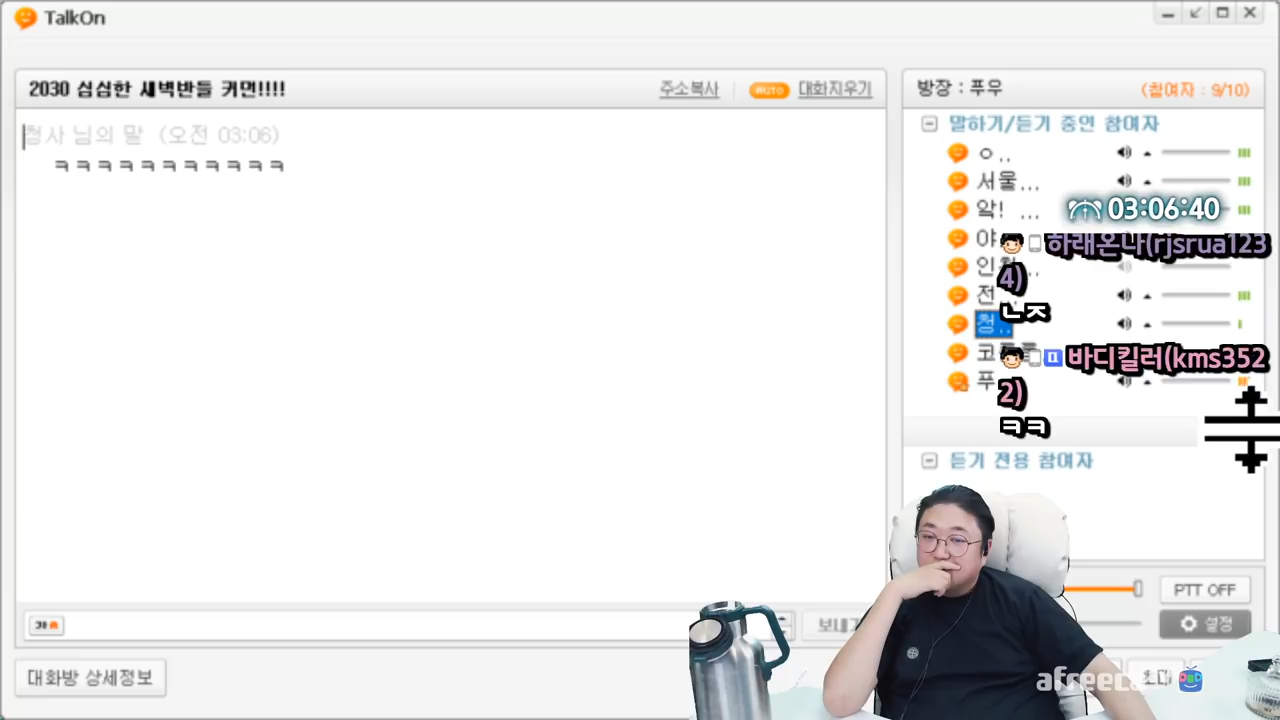 TalkOn
2030 심심한 새벽반들 커먼!!!!
주소복사
AUTO
대화지우기
청사 님의 말 (오전 03:06)
ㅋㅋㅋㅋㅋㅋㅋㅋㅋㅋㅋ
방장 : 푸우
(참여자 : 9/10)
말하기/듣기 중인 참여자
ㅇ..
서울...
악! ...
03:06:40
야
하래온나(rjsrua123
4)
ㄴㅈ
전...
청..
코
바디킬러(kms352
2)
ㅋㅋ
푸
듣기 전용 참여자
PTT OFF
설정
보내기
대화방 상세정보
초대